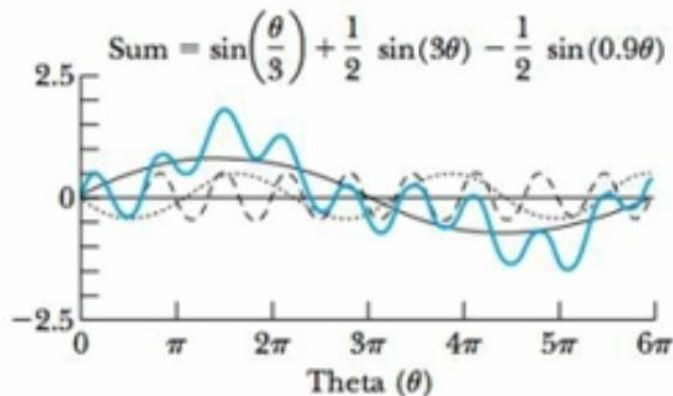 Sum = sin(θ/3) + 1/2 sin(3θ) − 1/2 sin(0.9θ)
2.5
0
−2.5
0 π 2π 3π 4π 5π 6π
Theta (θ)